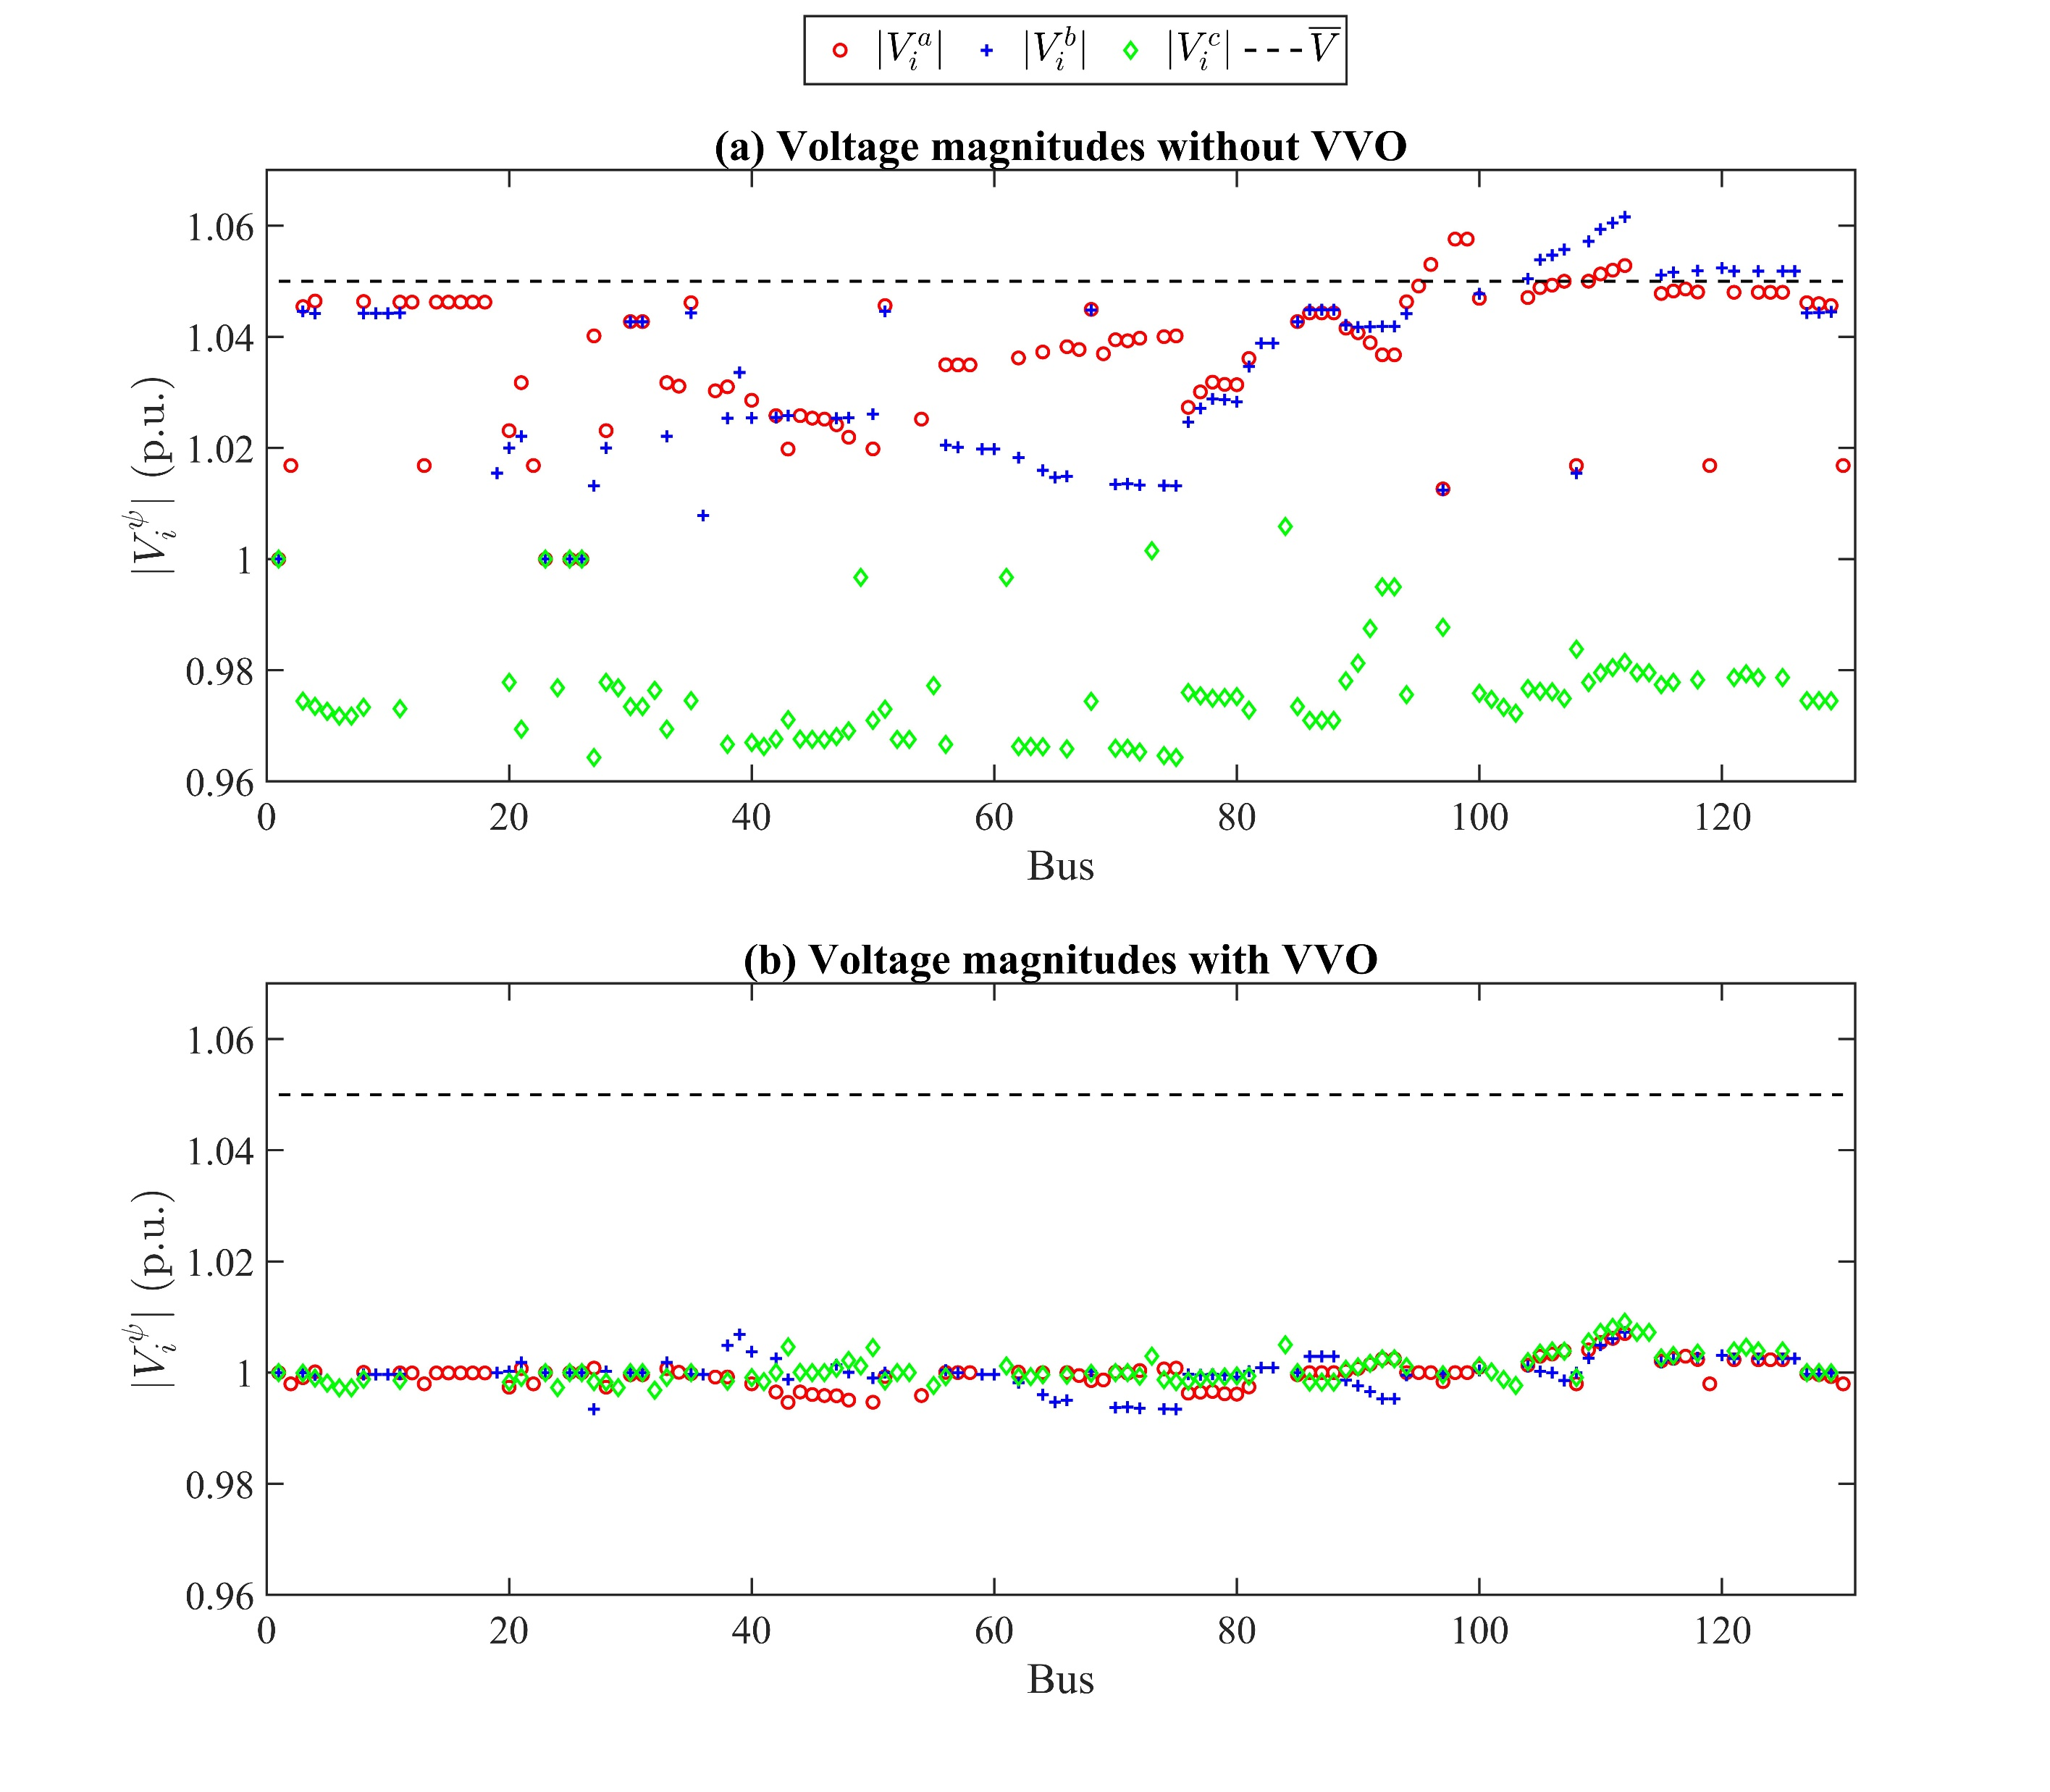 |V_i^a| |V_i^b| |V_i^c| V̅
(a) Voltage magnitudes without VVO
1.06
1.04
1.02
1
0.98
0.96
|V_i^ψ| (p.u.)
0 20 40 60 80 100 120
Bus
(b) Voltage magnitudes with VVO
1.06
1.04
1.02
1
0.98
0.96
|V_i^ψ| (p.u.)
0 20 40 60 80 100 120
Bus